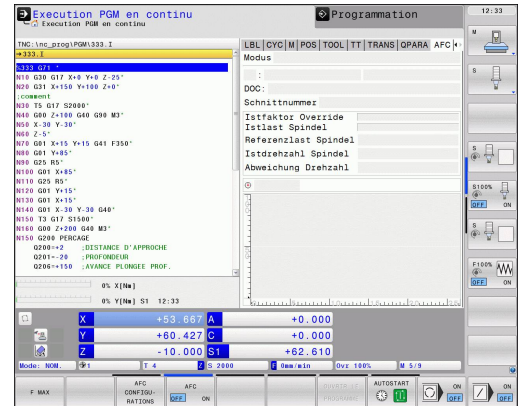 Execution PGM en continu
Execution PGM en continu
Programmation
12:33
TNC:\nc_prog\PGM\333.I
→333.I
%333 G71 *
N10 G30 G17 X+0 Y+0 Z-25*
N20 G31 X+150 Y+100 Z+0*
;comment
N30 T5 G17 S2000*
N40 G00 Z+100 G40 G90 M3*
N50 X-30 Y-30*
N60 Z-5*
N70 G01 X+15 Y+15 G41 F350*
N80 G01 Y+85*
N90 G25 R5*
N100 G01 X+85*
N110 G25 R5*
N120 G01 Y+15*
N130 G01 X+15*
N140 G01 X-30 Y-30 G40*
N150 T3 G17 S1500*
N160 G00 Z+200 G40 M3*
N150 G200 PERCAGE
Q200=+2 ;DISTANCE D'APPROCHE
Q201=-20 ;PROFONDEUR
Q206=+150 ;AVANCE PLONGEE PROF.
0% X[Nm]
0% Y[Nm] S1 12:33
LBL CYC M POS TOOL TT TRANS QPARA AFC
Modus
:
DOC:
Schnittnummer
Istfaktor Override
Istlast Spindel
Referenzlast Spindel
Istdrehzahl Spindel
Abweichung Drehzahl
X +53.667 A +0.000
Y +60.427 C +0.000
Z -10.000 S1 +62.610
Mode: NOM. 1 T 4 Z S 2000 F 0mm/min Ovr 100% M 5/9
M
S
S
S100%
OFF ON
S
F100%
OFF ON
F MAX
AFC
CONFIGU-
RATIONS
AFC
OFF ON
AUTOSTART
ON
OFF
ON
OFF